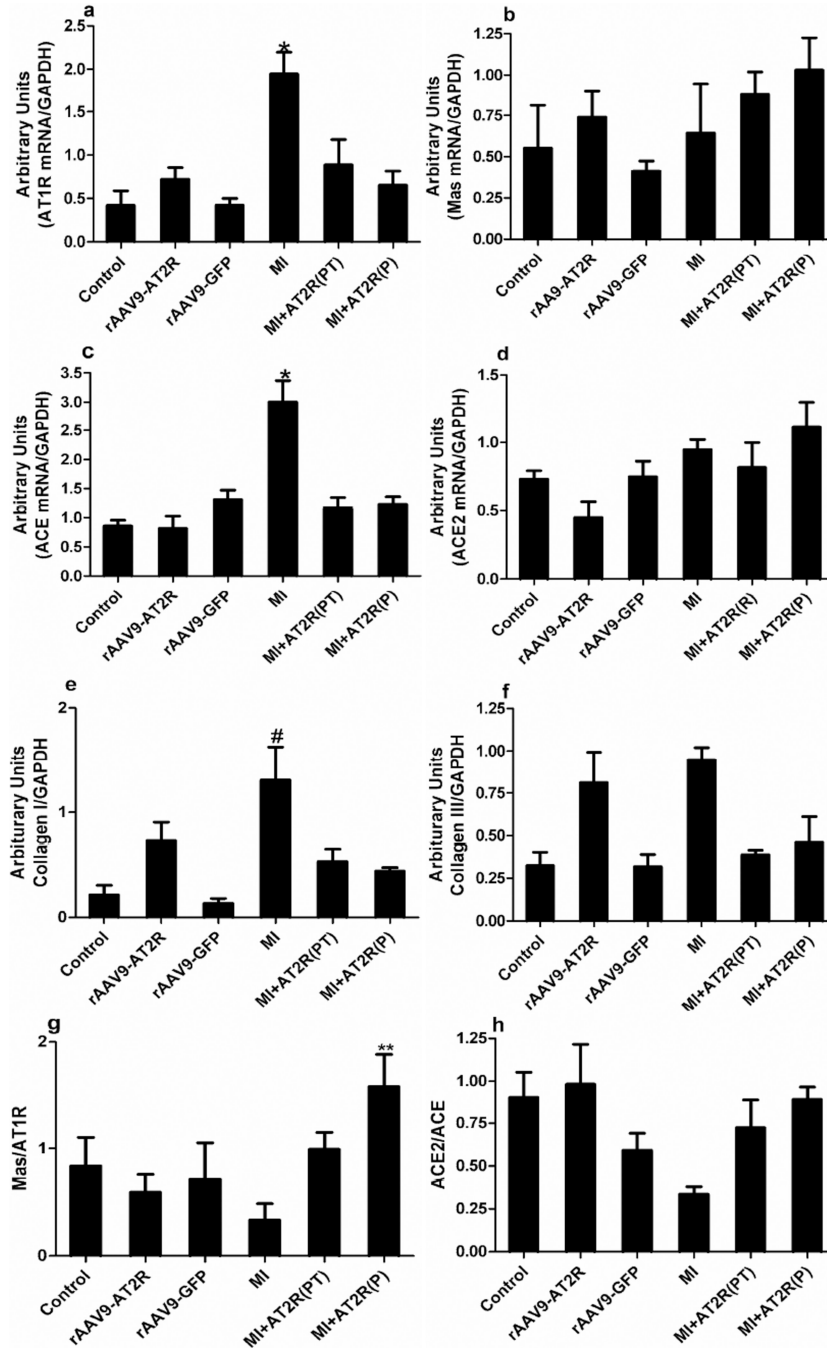 a
Arbitrary Units
(AT1R mRNA/GAPDH)
2.5
2.0
1.5
1.0
0.5
0.0
*
Control
rAAV9-AT2R
rAAV9-GFP
MI
MI+AT2R(PT)
MI+AT2R(P)
b
Arbitrary Units
(Mas mRNA/GAPDH)
1.25
1.00
0.75
0.50
0.25
0.00
Control
rAA9-AT2R
rAAV9-GFP
MI
MI+AT2R(PT)
MI+AT2R(P)
c
Arbitrary Units
(ACE mRNA/GAPDH)
3.5
3.0
2.5
2.0
1.5
1.0
0.5
0.0
*
Control
rAAV9-AT2R
rAAV9-GFP
MI
MI+AT2R(PT)
MI+AT2R(P)
d
Arbitrary Units
(ACE2 mRNA/GAPDH)
1.5
1.0
0.5
0.0
Control
rAAV9-AT2R
rAAV9-GFP
MI
MI+AT2R(R)
MI+AT2R(P)
e
Arbiturary Units
Collagen I/GAPDH
2
1
0
#
Control
rAAV9-AT2R
rAAV9-GFP
MI
MI+AT2R(PT)
MI+AT2R(P)
f
Arbiturary Units
Collagen III/GAPDH
1.25
1.00
0.75
0.50
0.25
0.00
Control
rAAV9-AT2R
rAAV9-GFP
MI
MI+AT2R(PT)
MI+AT2R(P)
g
Mas/AT1R
2
1
0
**
Control
rAAV9-AT2R
rAAV9-GFP
MI
MI+AT2R(PT)
MI+AT2R(P)
h
ACE2/ACE
1.25
1.00
0.75
0.50
0.25
0.00
Control
rAAV9-AT2R
rAAV9-GFP
MI
MI+AT2R(PT)
MI+AT2R(P)